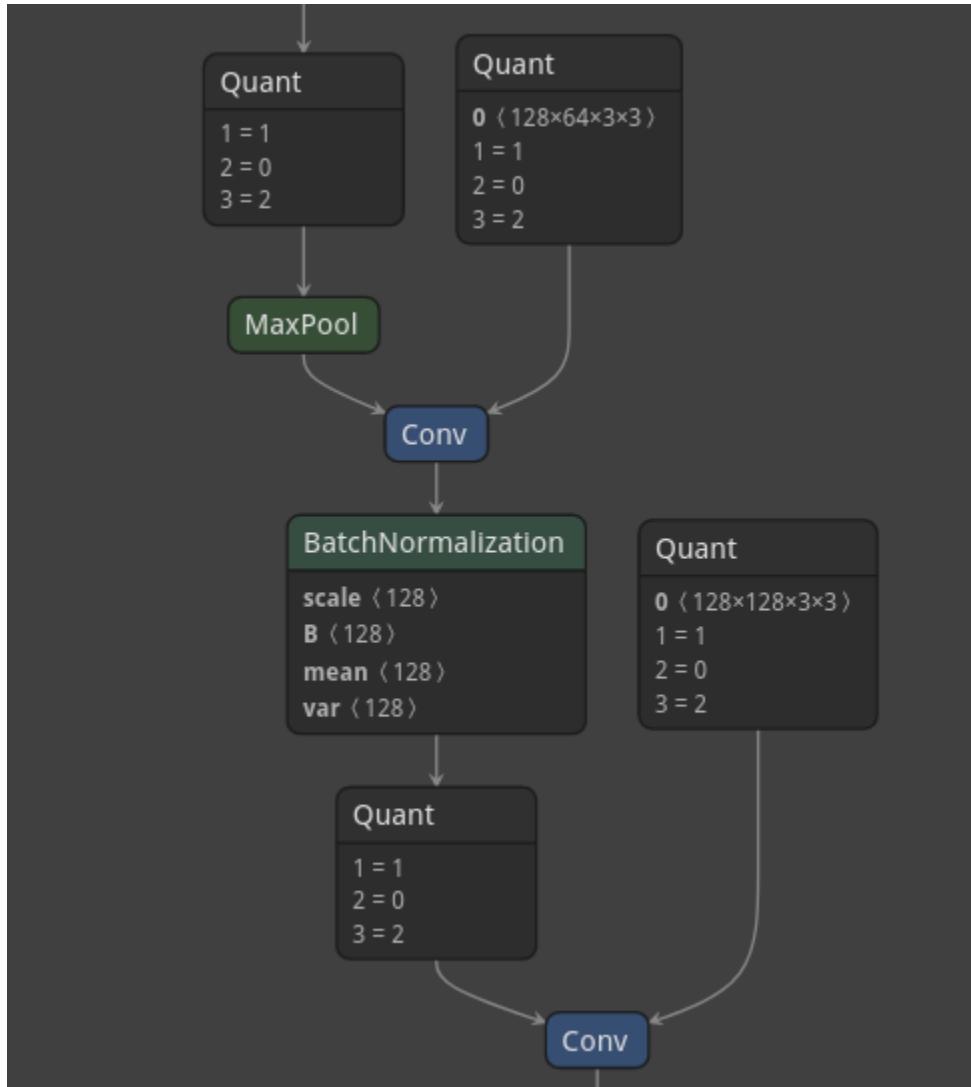 Quant
1 = 1
2 = 0
3 = 2
Quant
0 〈128×64×3×3〉
1 = 1
2 = 0
3 = 2
MaxPool
Conv
BatchNormalization
scale 〈128〉
B 〈128〉
mean 〈128〉
var 〈128〉
Quant
0 〈128×128×3×3〉
1 = 1
2 = 0
3 = 2
Quant
1 = 1
2 = 0
3 = 2
Conv